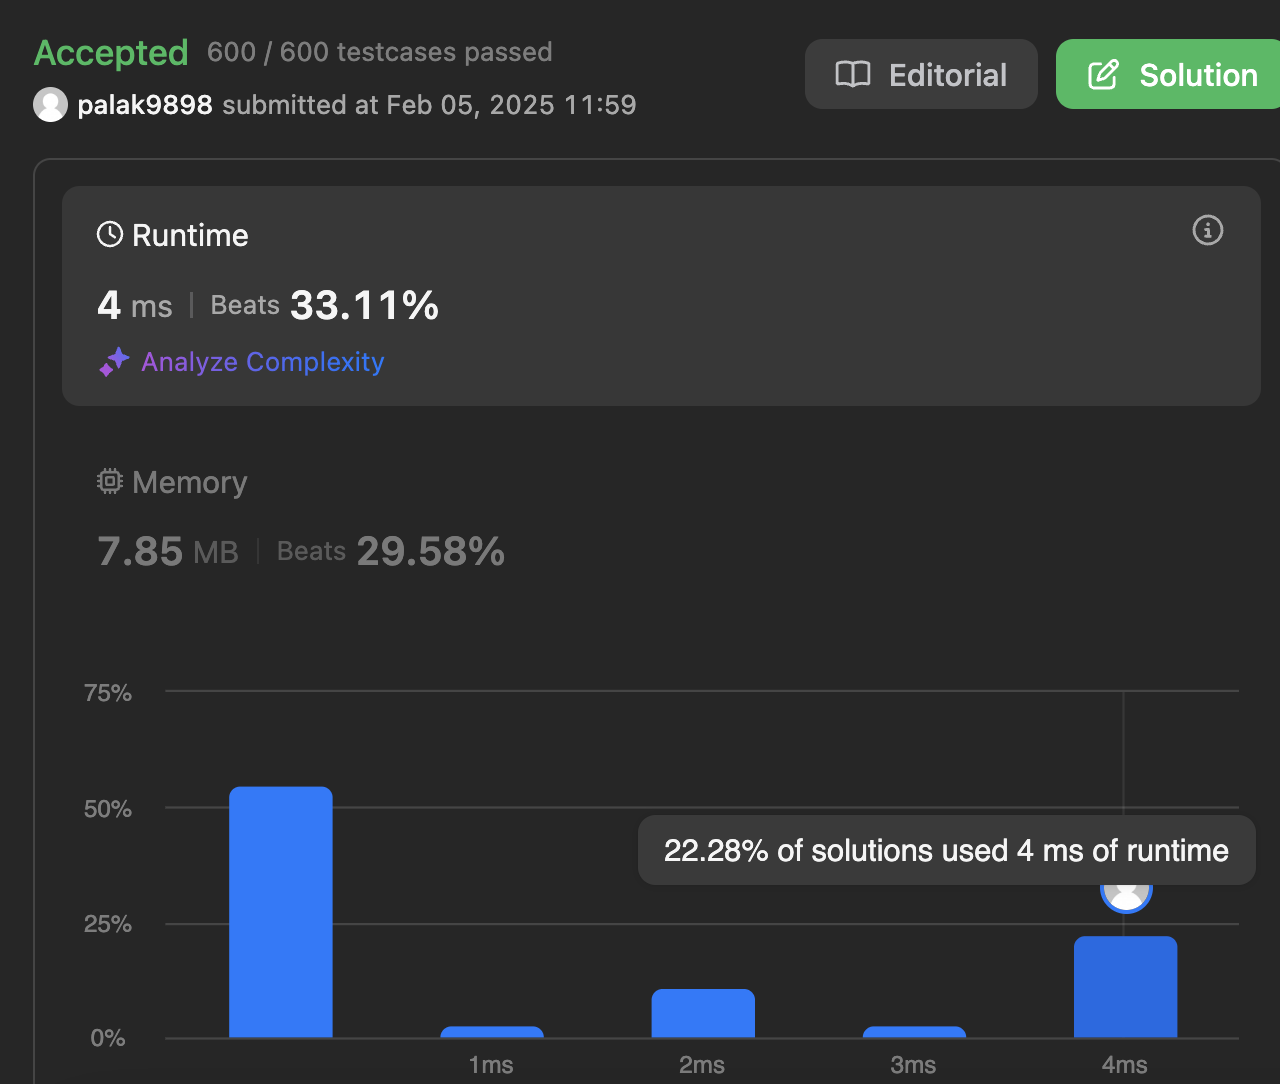 Accepted 600 / 600 testcases passed
palak9898 submitted at Feb 05, 2025 11:59
Editorial
Solution
Runtime
4 ms | Beats 33.11%
Analyze Complexity
Memory
7.85 MB | Beats 29.58%
75%
50%
22.28% of solutions used 4 ms of runtime
25%
0%
1ms 2ms 3ms 4ms